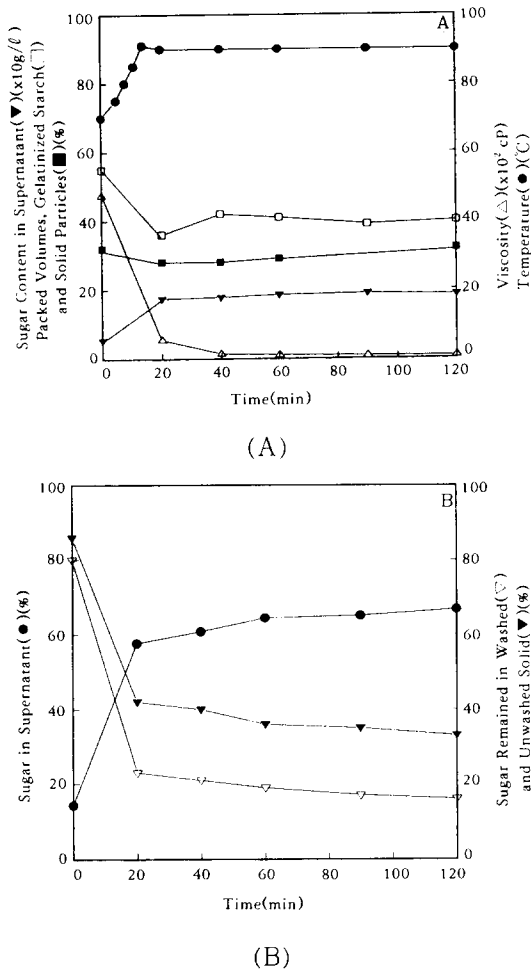 Sugar Content in Supernatant(▼)(x10g/ℓ)
Packed Volumes, Gelatinized Starch(□)
and Solid Particles(■)(%)
100
80
60
40
20
0
A
100
80
60
40
20
0
Viscosity(△)(x10² cP)
Temperature(●)(℃)
0 20 40 60 80 100 120
Time(min)
(A)
Sugar in Supernatant(●)(%)
100
80
60
40
20
0
B
100
80
60
40
20
0
Sugar Remained in Washed(▽)
and Unwashed Solid(▼)(%)
0 20 40 60 80 100 120
Time(min)
(B)